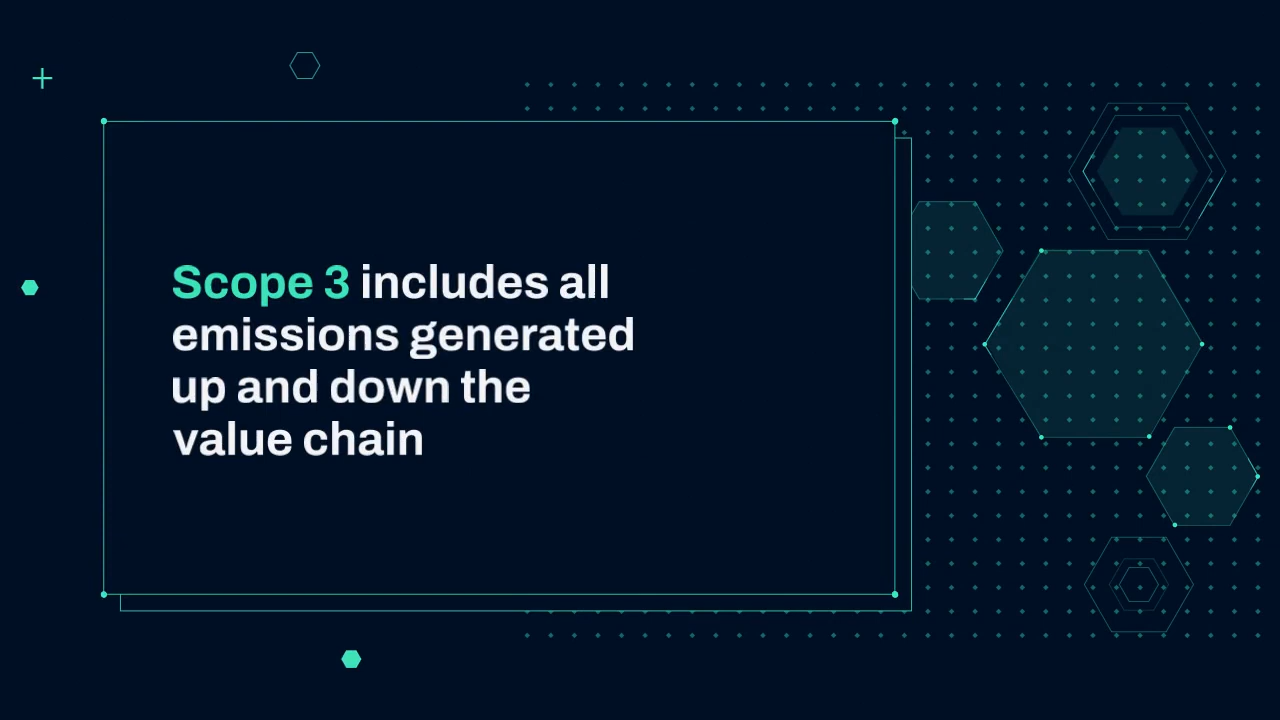 Scope 3 includes all
emissions generated
up and down the
value chain